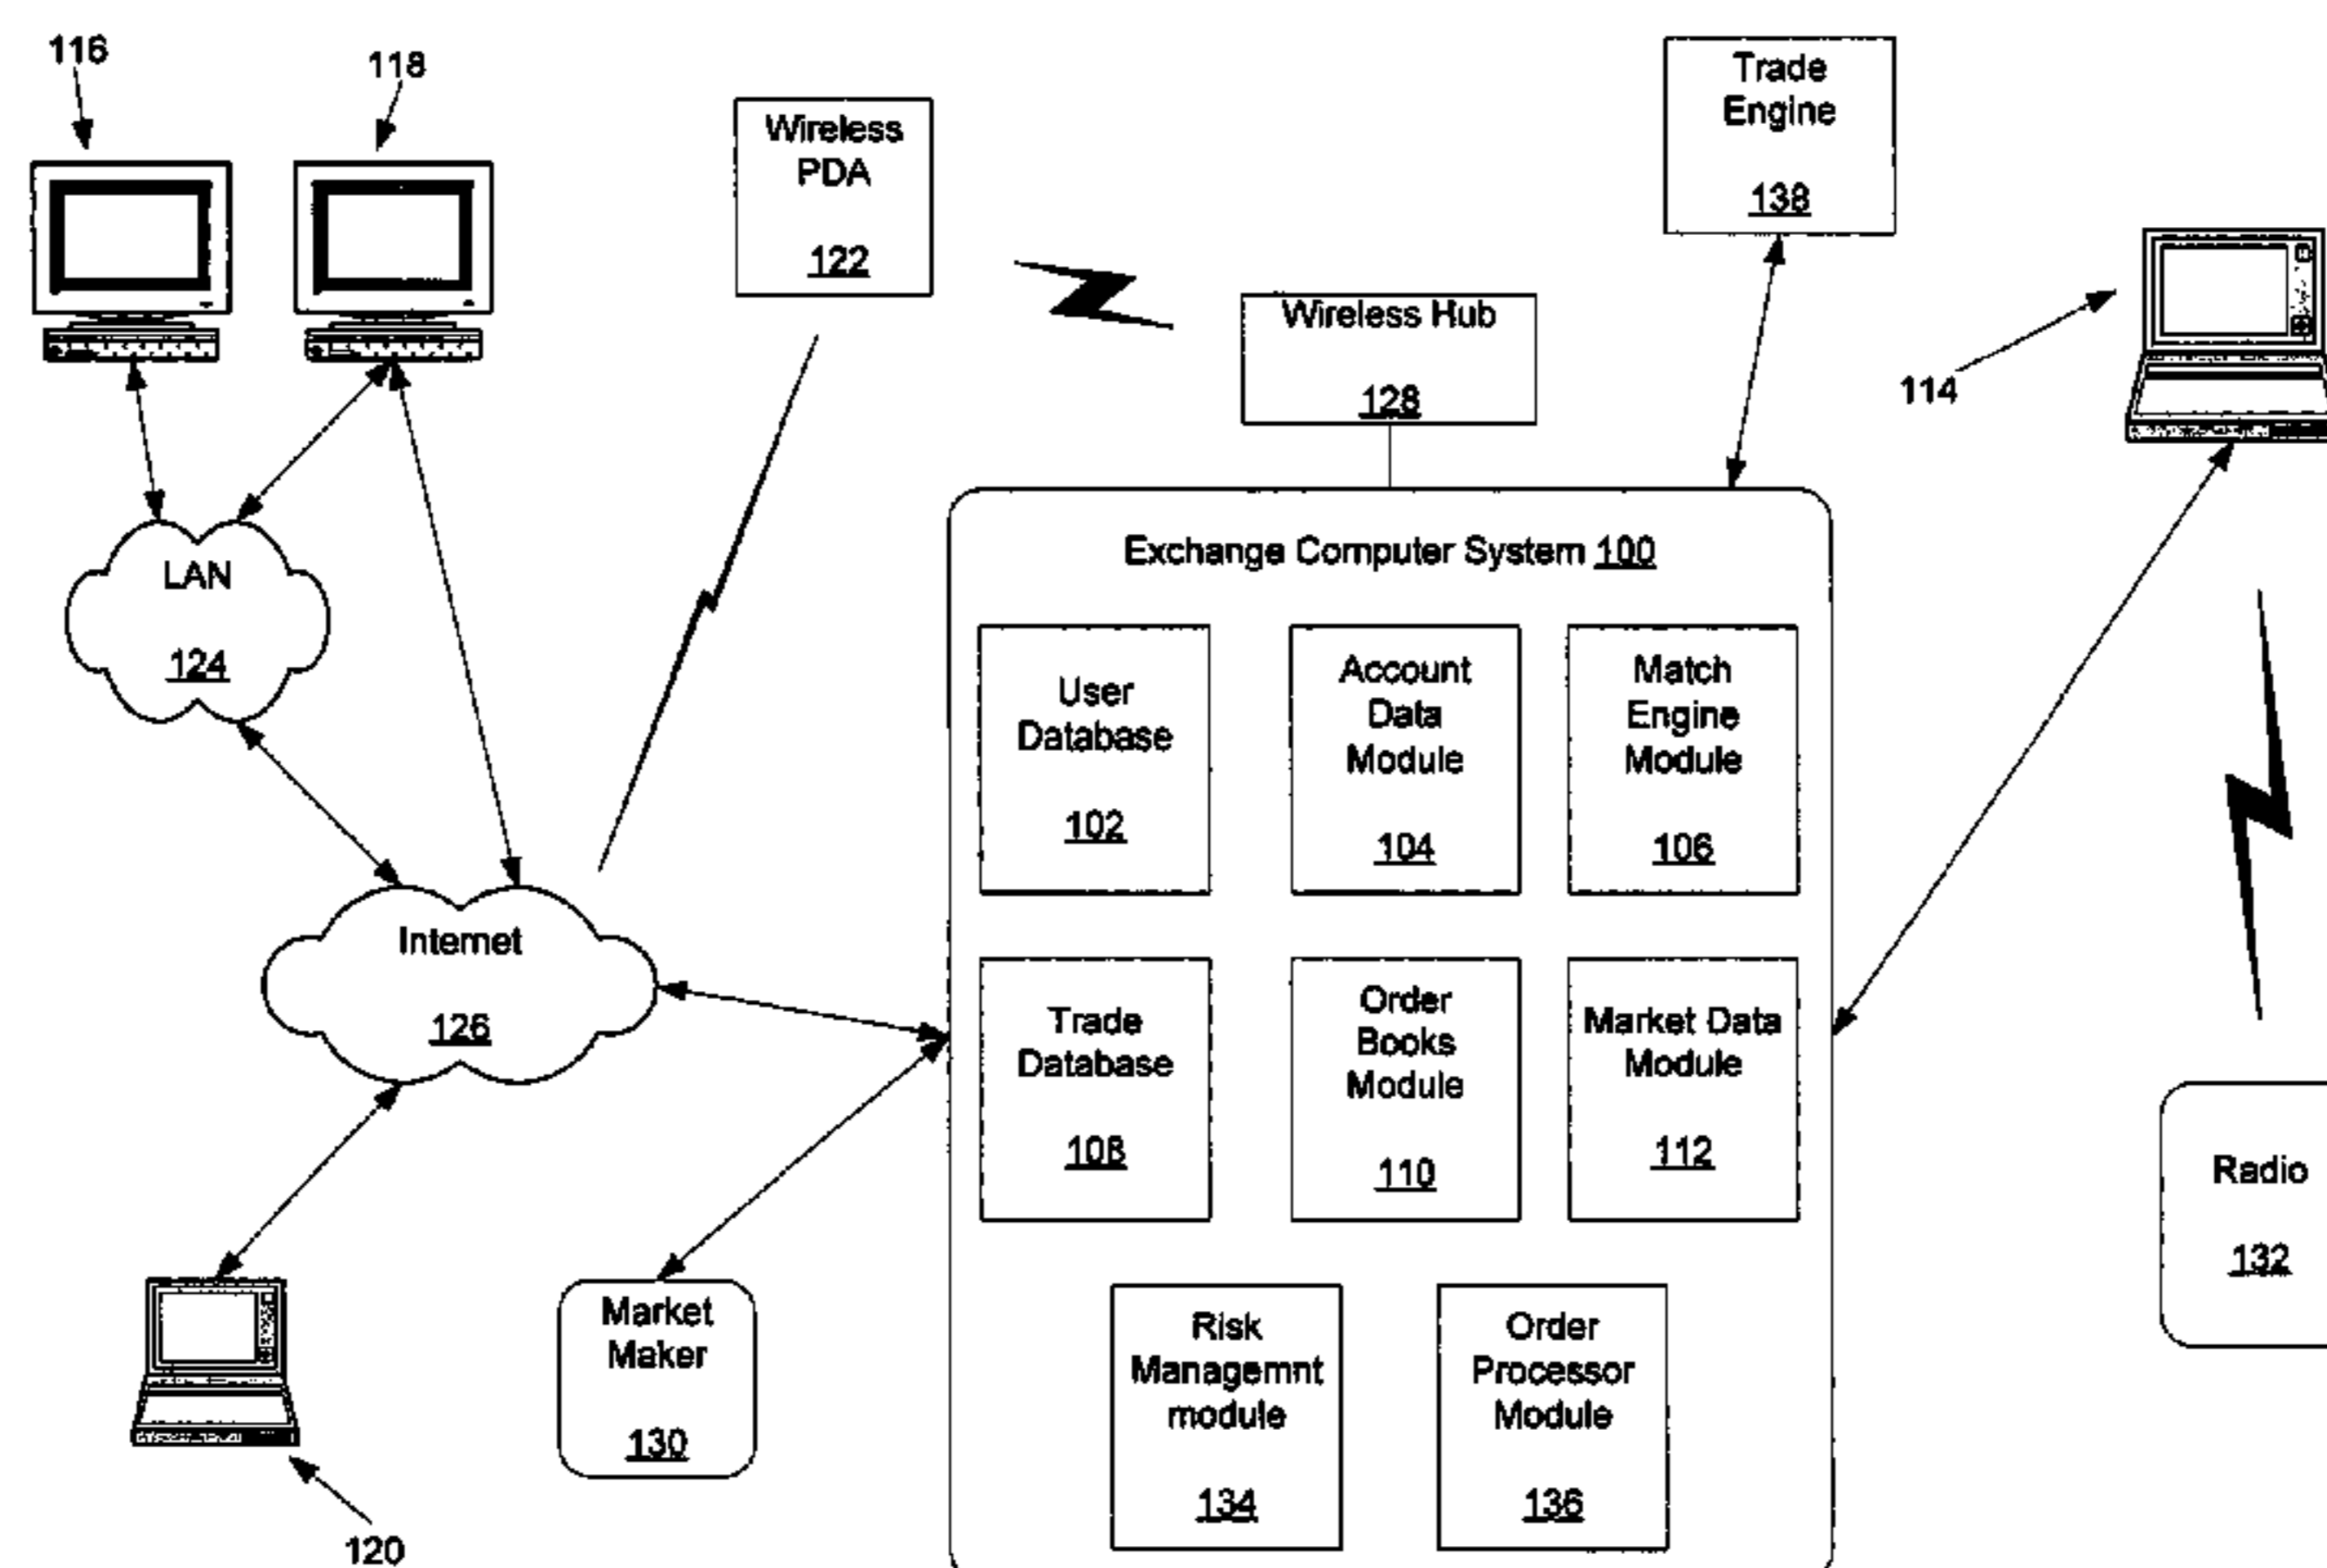 116
118
Wireless
PDA
122
Trade
Engine
138
Wireless Hub
128
114
LAN
124
Exchange Computer System 100
User
Database
102
Account
Data
Module
104
Match
Engine
Module
106
Internet
126
Trade
Database
108
Order
Books
Module
110
Market Data
Module
112
Radio
132
Market
Maker
130
Risk
Managemnt
module
134
Order
Processor
Module
136
120